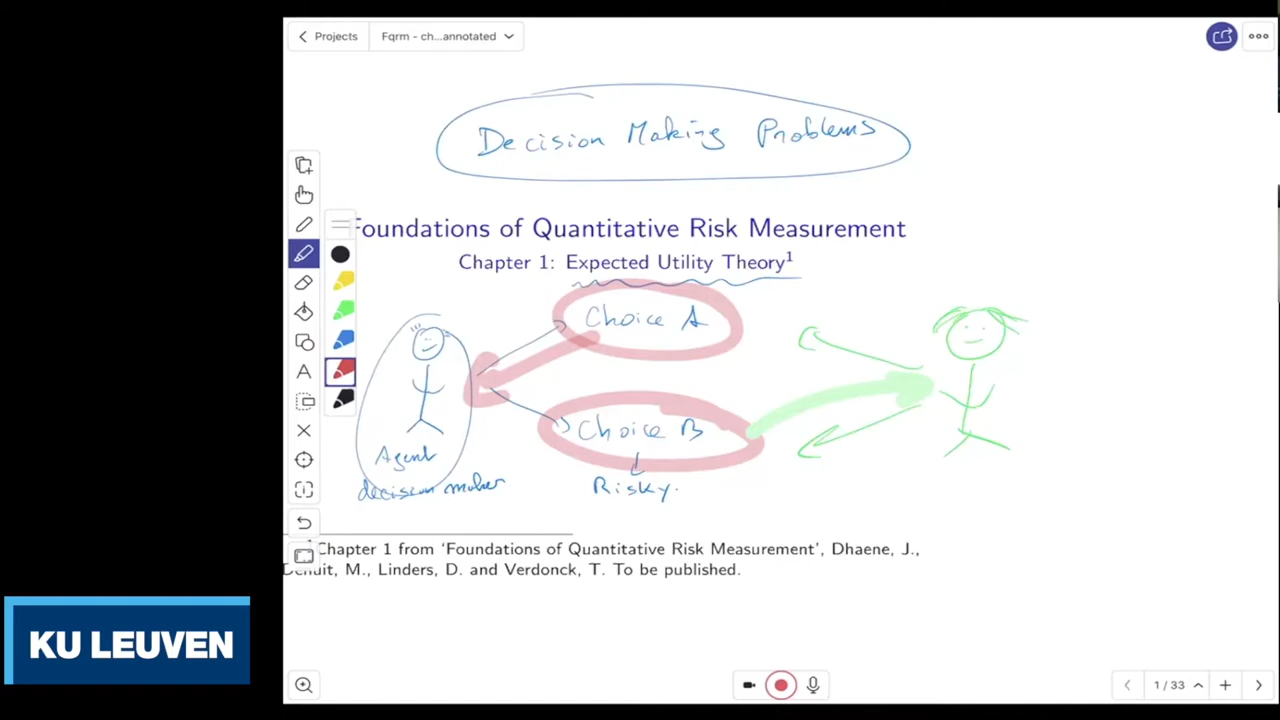 Projects
Fqrm - ch...annotated
Decision Making Problems
Foundations of Quantitative Risk Measurement
Chapter 1: Expected Utility Theory¹
Choice A
Choice B
Agent
decision maker
Risky.
¹Chapter 1 from ‘Foundations of Quantitative Risk Measurement’, Dhaene, J.,
Denuit, M., Linders, D. and Verdonck, T. To be published.
KU LEUVEN
1 / 33